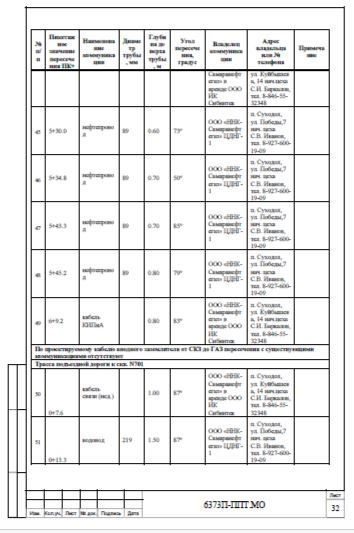 № п/п
Пикетажное значение пересечения ПК+
Наименование коммуникации
Диаметр трубы, мм
Глубина до верха трубы, м
Угол пересечения, градус
Владелец коммуникации
Адрес владельца или № телефона
Примечание
Самаранефтегаз» в аренде ООО ИК Сибинтек
ул. Куйбышева, 14 нач.цеха С.И. Баркалов, тел. 8-846-55-32348
45 5+30.0 нефтепровод 89 0.60 73° ООО «ННК-Самаранефтегаз» ЦДНГ-1 п. Суходол, ул. Победы,7 нач. цеха С.В. Иванов, тел. 8-927-600-19-09
46 5+34.8 нефтепровод 89 0.70 50° ООО «ННК-Самаранефтегаз» ЦДНГ-1 п. Суходол, ул. Победы,7 нач. цеха С.В. Иванов, тел. 8-927-600-19-09
47 5+43.3 нефтепровод 89 0.70 85° ООО «ННК-Самаранефтегаз» ЦДНГ-1 п. Суходол, ул. Победы,7 нач. цеха С.В. Иванов, тел. 8-927-600-19-09
48 5+45.2 нефтепровод 89 0.80 79° ООО «ННК-Самаранефтегаз» ЦДНГ-1 п. Суходол, ул. Победы,7 нач. цеха С.В. Иванов, тел. 8-927-600-19-09
49 6+9.2 кабель КИПиА 0.80 83° ООО «ННК-Самаранефтегаз» в аренде ООО ИК Сибинтек п. Суходол, ул. Куйбышева, 14 нач.цеха С.И. Баркалов, тел. 8-846-55-32348
По проектируемому кабелю анодного заземлителя от СКЗ до ГАЗ пересечения с существующими коммуникациями отсутствуют
Трасса подъездной дороги к скв. N701
50 0+7.6 кабель связи (нед.) 1.00 87° ООО «ННК-Самаранефтегаз» в аренде ООО ИК Сибинтек п. Суходол, ул. Куйбышева, 14 нач.цеха С.И. Баркалов, тел. 8-846-55-32348
51 0+13.3 водовод 219 1.50 87° ООО «ННК-Самаранефтегаз» ЦДНГ-1 п. Суходол, ул. Победы,7 нач. цеха С.В. Иванов, тел. 8-927-600-19-09
6373П-ППТ.МО
Лист
32
Изм. Кол.уч. Лист № док. Подпись Дата